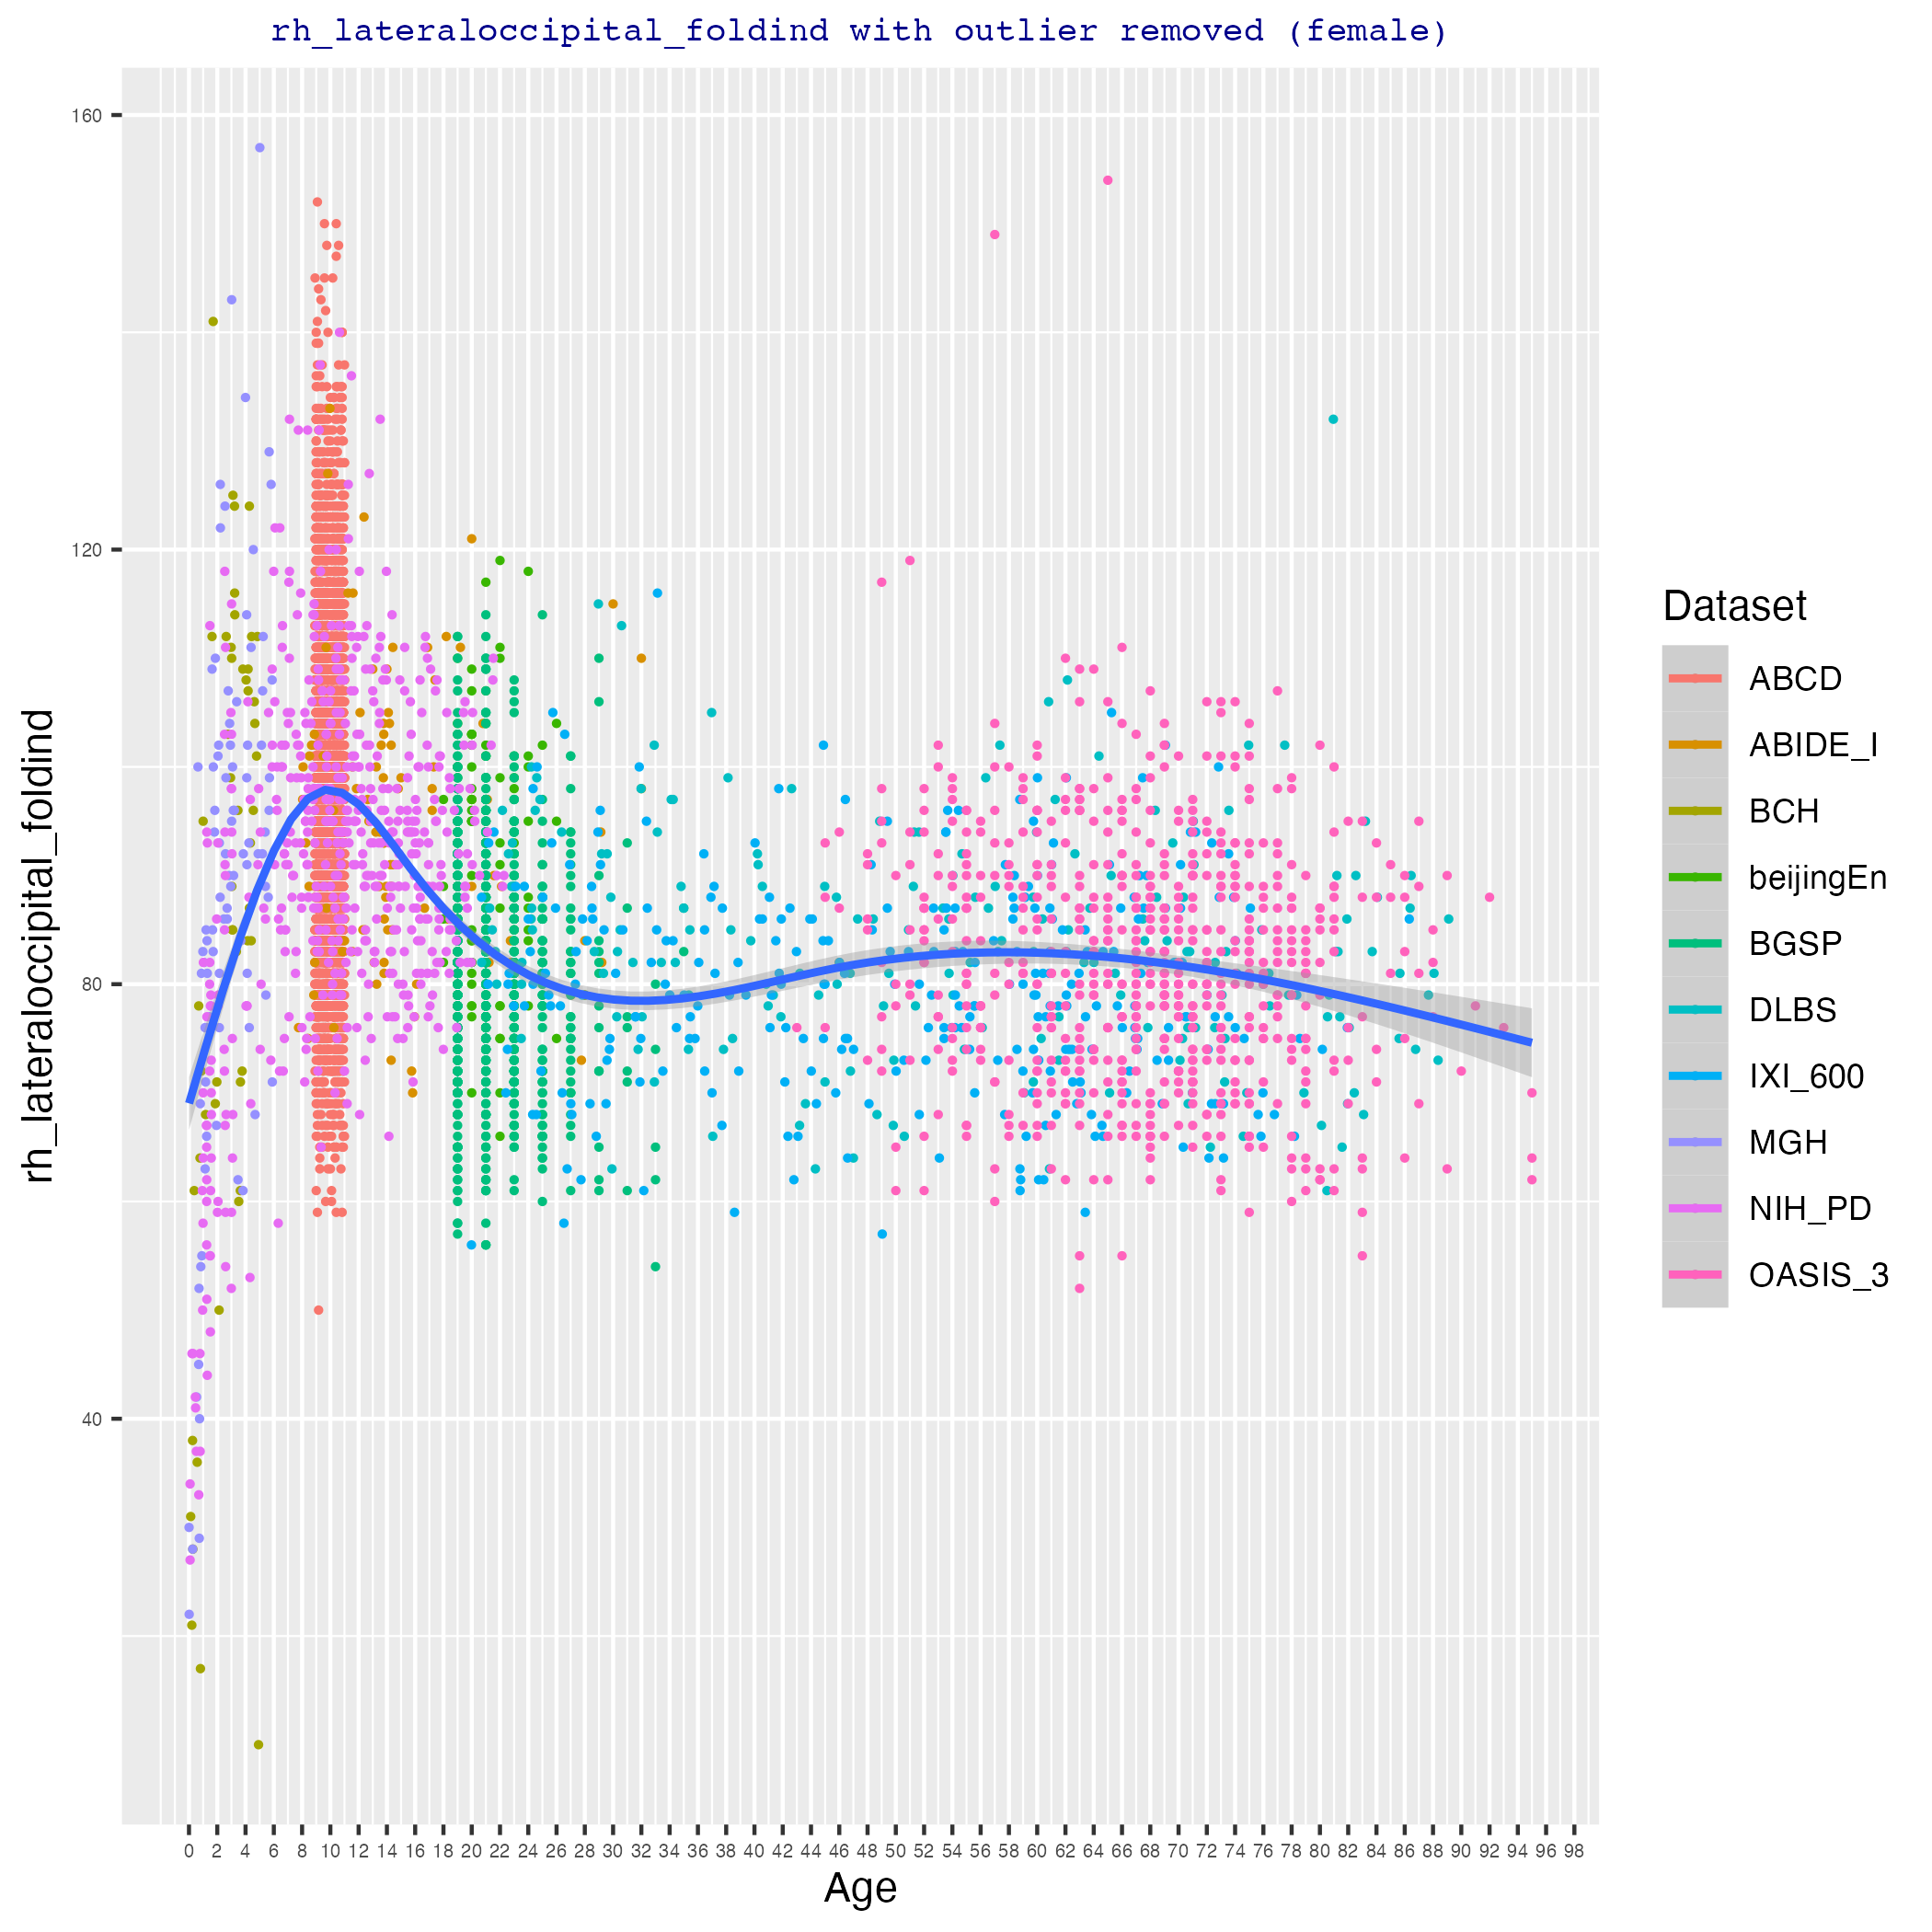 rh_lateraloccipital_foldind with outlier removed (female)
rh_lateraloccipital_foldind
160
120
80
40
0 2 4 6 8 10 12 14 16 18 20 22 24 26 28 30 32 34 36 38 40 42 44 46 48 50 52 54 56 58 60 62 64 66 68 70 72 74 76 78 80 82 84 86 88 90 92 94 96 98
Age
Dataset
ABCD
ABIDE_I
BCH
beijingEn
BGSP
DLBS
IXI_600
MGH
NIH_PD
OASIS_3